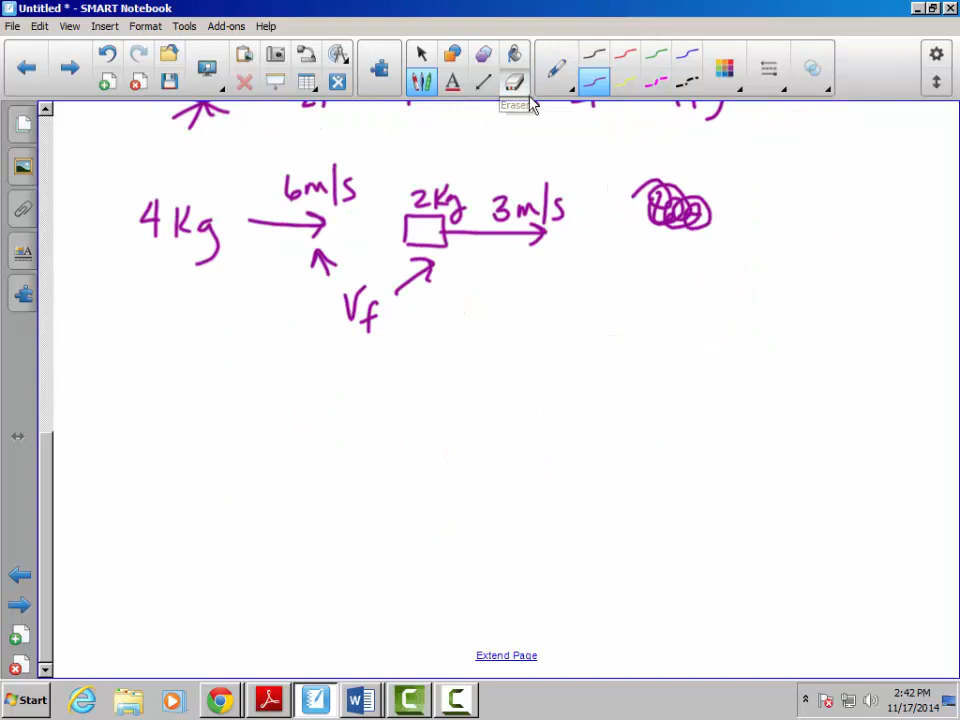 Untitled * - SMART Notebook
File Edit View Insert Format Tools Add-ons Help
Eraser
6m/s
2Kg
4 Kg
3m/s
Vf
Extend Page
Start
2:42 PM
11/17/2014